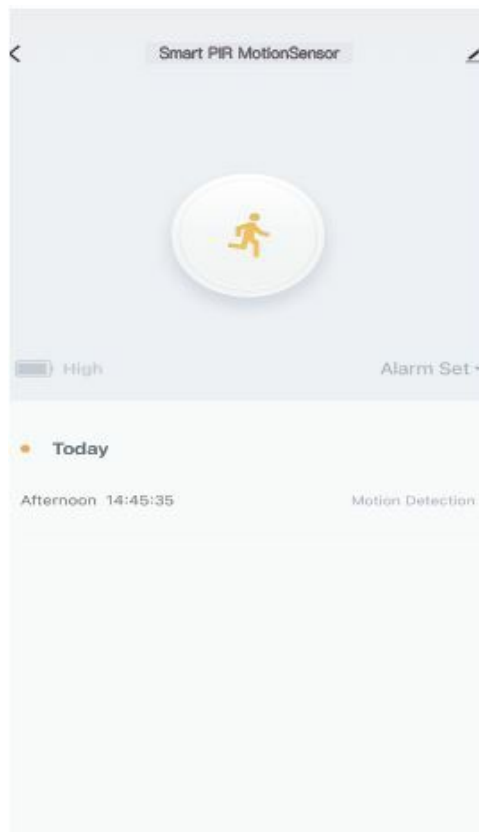 Smart PIR MotionSensor
High
Alarm Set
Today
Afternoon 14:45:35
Motion Detection